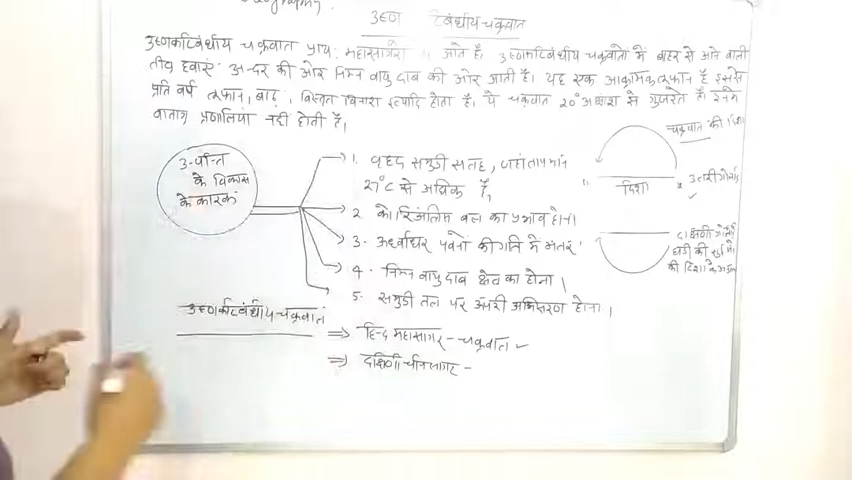 Geography.
उष्ण टिबंधीय चक्रवात
उष्णकटिबंधीय चक्रवात प्रायः महासागरो आते है। उष्णकटिबंधीय चक्रवातों में बाहर से आने वाली
तीव्र हवाएं अन्दर की ओर निम्न वायु दाब की ओर जाती है। यह एक आक्रामक तूफान है इससे
प्रति वर्ष तूफान, बाढ़, विस्तृत विनाश इत्यादि होता है। ये चक्रवात 20° अक्षांश से गुजरते है। इनमें
वाताग्र प्रणालियां नही होती है।
चक्रवात की दिशा
उत्पत्ति
के विकास
के कारक
1. वृहद समुद्री सतह, जहां तापमान
27°C से अधिक है,
2. कोरिऑलिस बल का प्रभाव होना
3. ऊर्ध्वाधर पवनों की गति में अंतर
4. निम्न वायु दाब क्षेत्र का होना।
5. समुद्री तल पर ऊपरी अभिसरण होना।
दिशा
उत्तरी गोलार्द्ध
दक्षिणी
घड़ी की
की दिशा के
उष्णकटिबंधीय चक्रवात
⇒ हिन्द महासागर - चक्रवात ✓
⇒ दक्षिणी चीन सागर -